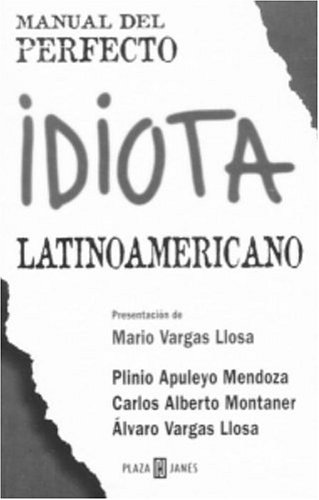 MANUAL DEL
PERFECTO
iDiOTA
LATINOAMERICANO
Presentación de
Mario Vargas Llosa
Plinio Apuleyo Mendoza
Carlos Alberto Montaner
Álvaro Vargas Llosa
PLAZA JANES